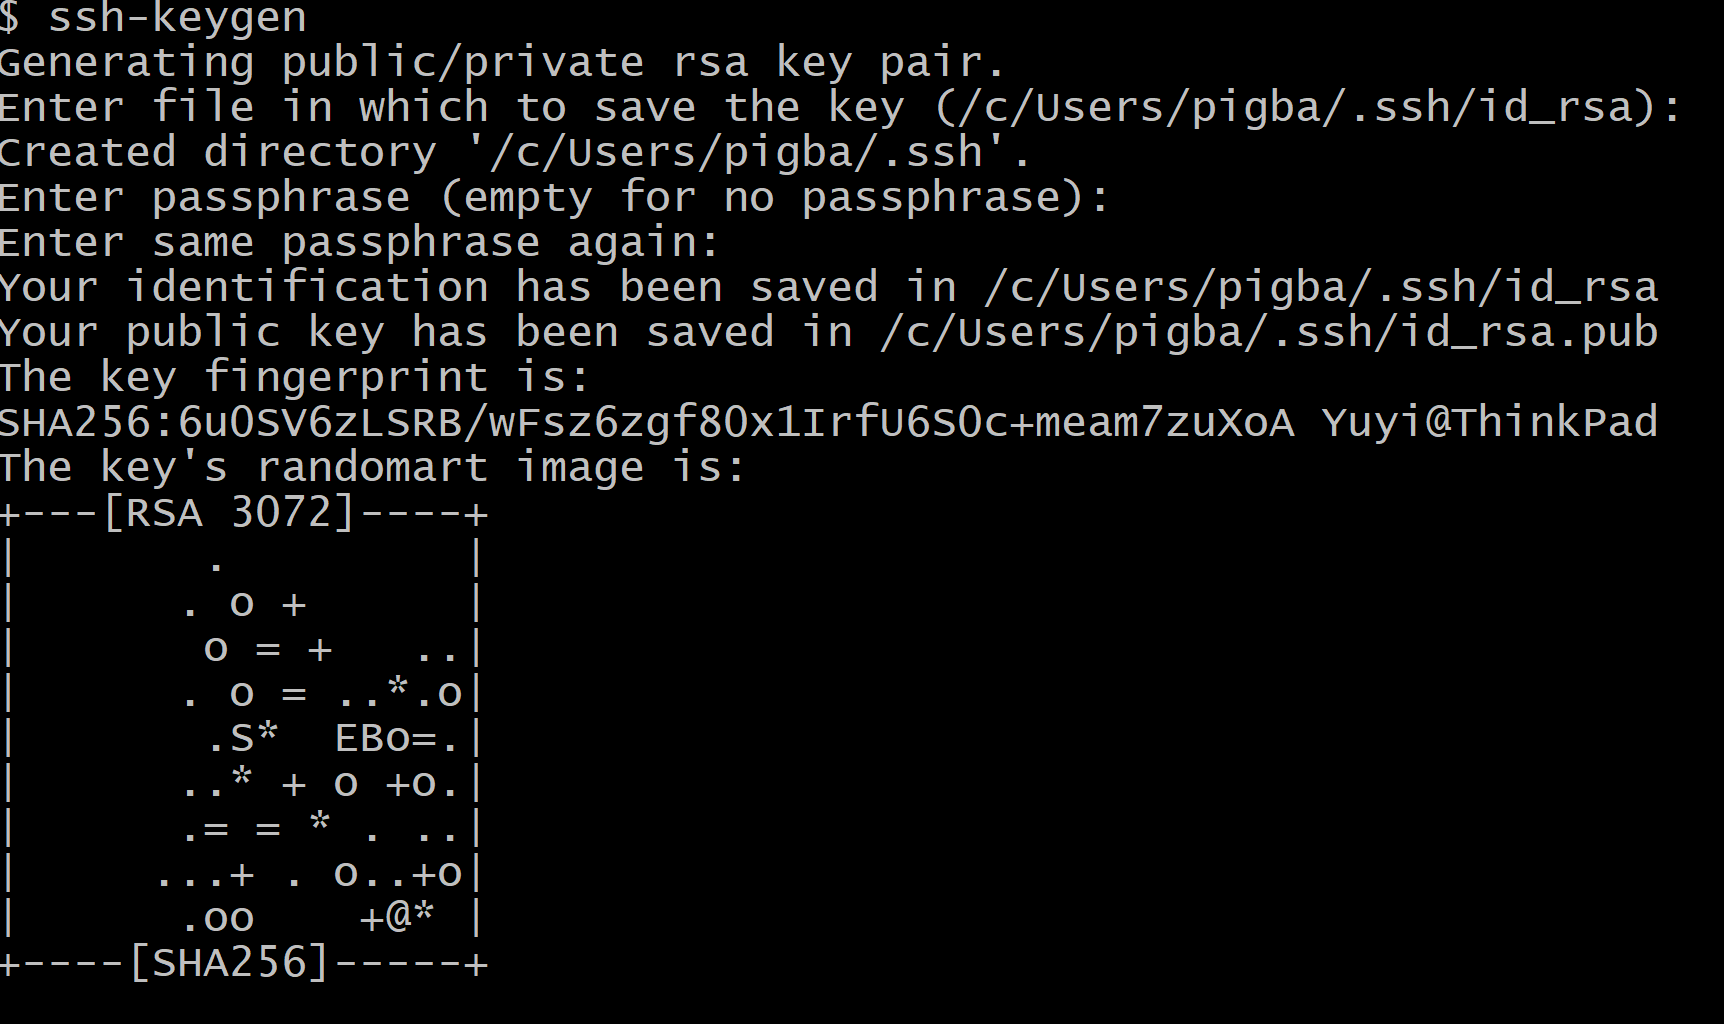 $ ssh-keygen
Generating public/private rsa key pair.
Enter file in which to save the key (/c/Users/pigba/.ssh/id_rsa):
Created directory '/c/Users/pigba/.ssh'.
Enter passphrase (empty for no passphrase):
Enter same passphrase again:
Your identification has been saved in /c/Users/pigba/.ssh/id_rsa
Your public key has been saved in /c/Users/pigba/.ssh/id_rsa.pub
The key fingerprint is:
SHA256:6uOSV6zLSRB/wFsz6zgf8Ox1IrfU6S0c+meam7zuXoA Yuyi@ThinkPad
The key's randomart image is:
+---[RSA 3072]----+
|       .         |
|      . o +      |
|       o = +   ..|
|      . o = ..*.o|
|       .S*  EBo=.|
|      ..* + o +o.|
|      .= = * . ..|
|     ...+ . o..+o|
|      .oo    +@* |
+----[SHA256]-----+